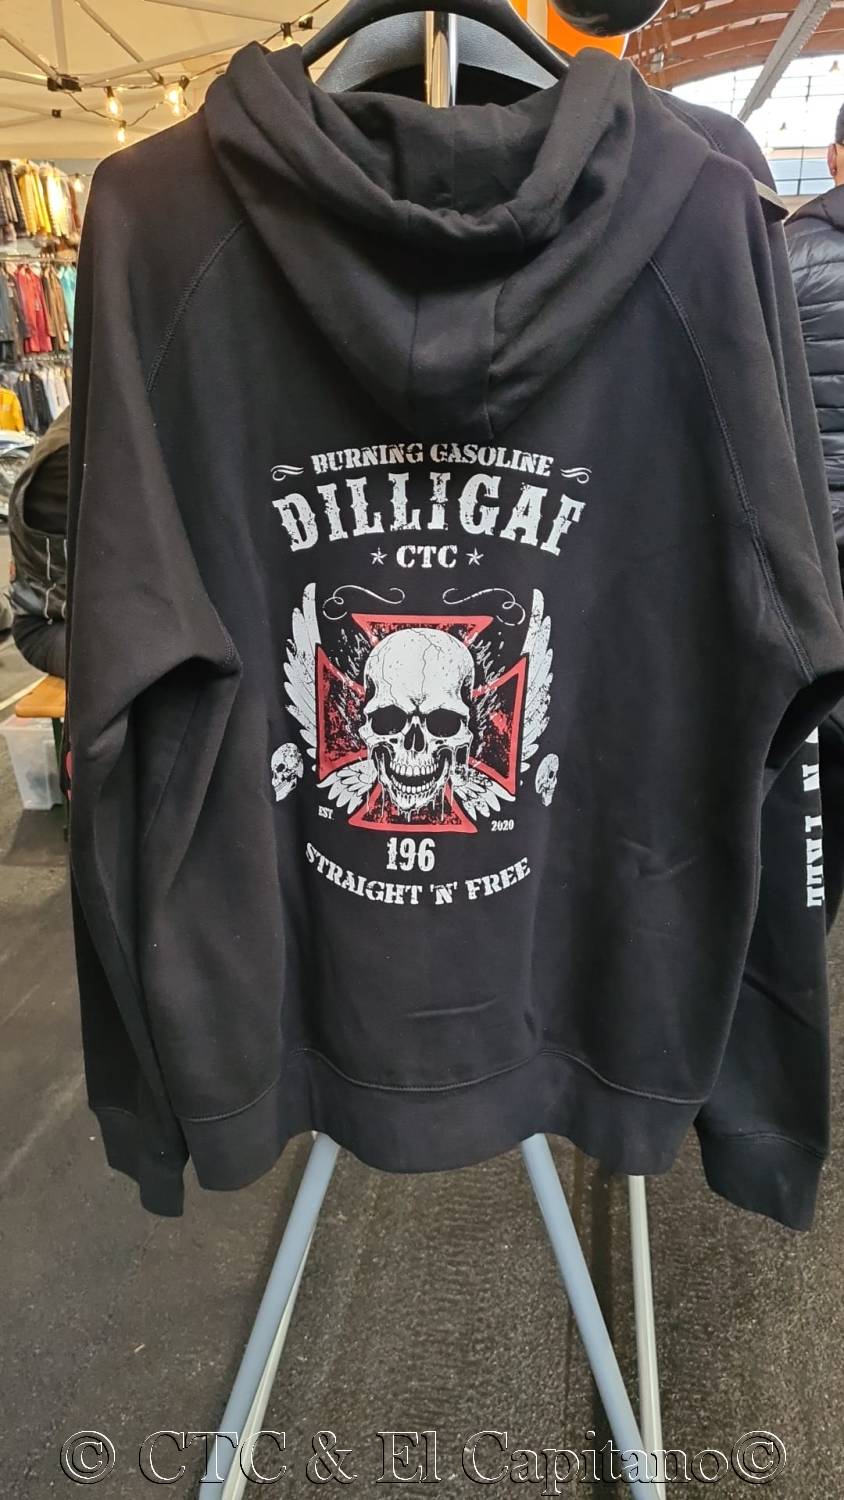 BURNING GASOLINE
DILLIGAF
CTC
EST. 2020
196
STRAIGHT 'N' FREE
© CTC & El Capitano©